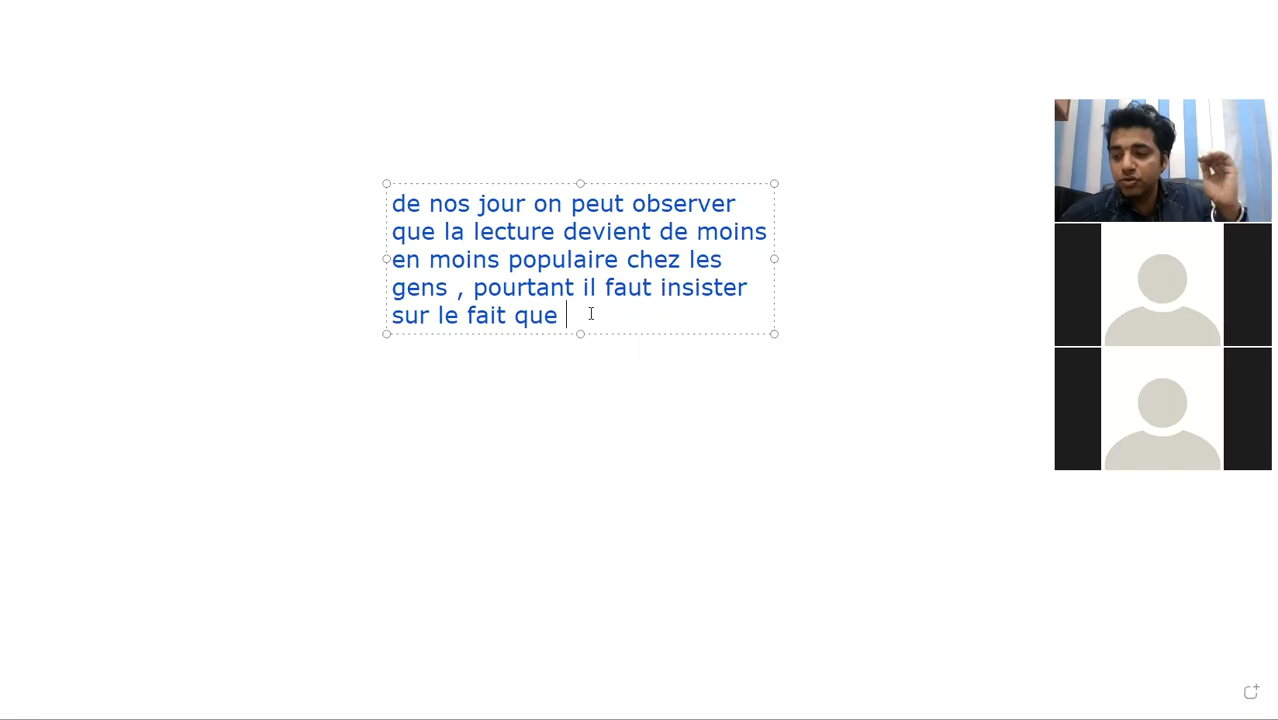 de nos jour on peut observer
que la lecture devient de moins
en moins populaire chez les
gens , pourtant il faut insister
sur le fait que